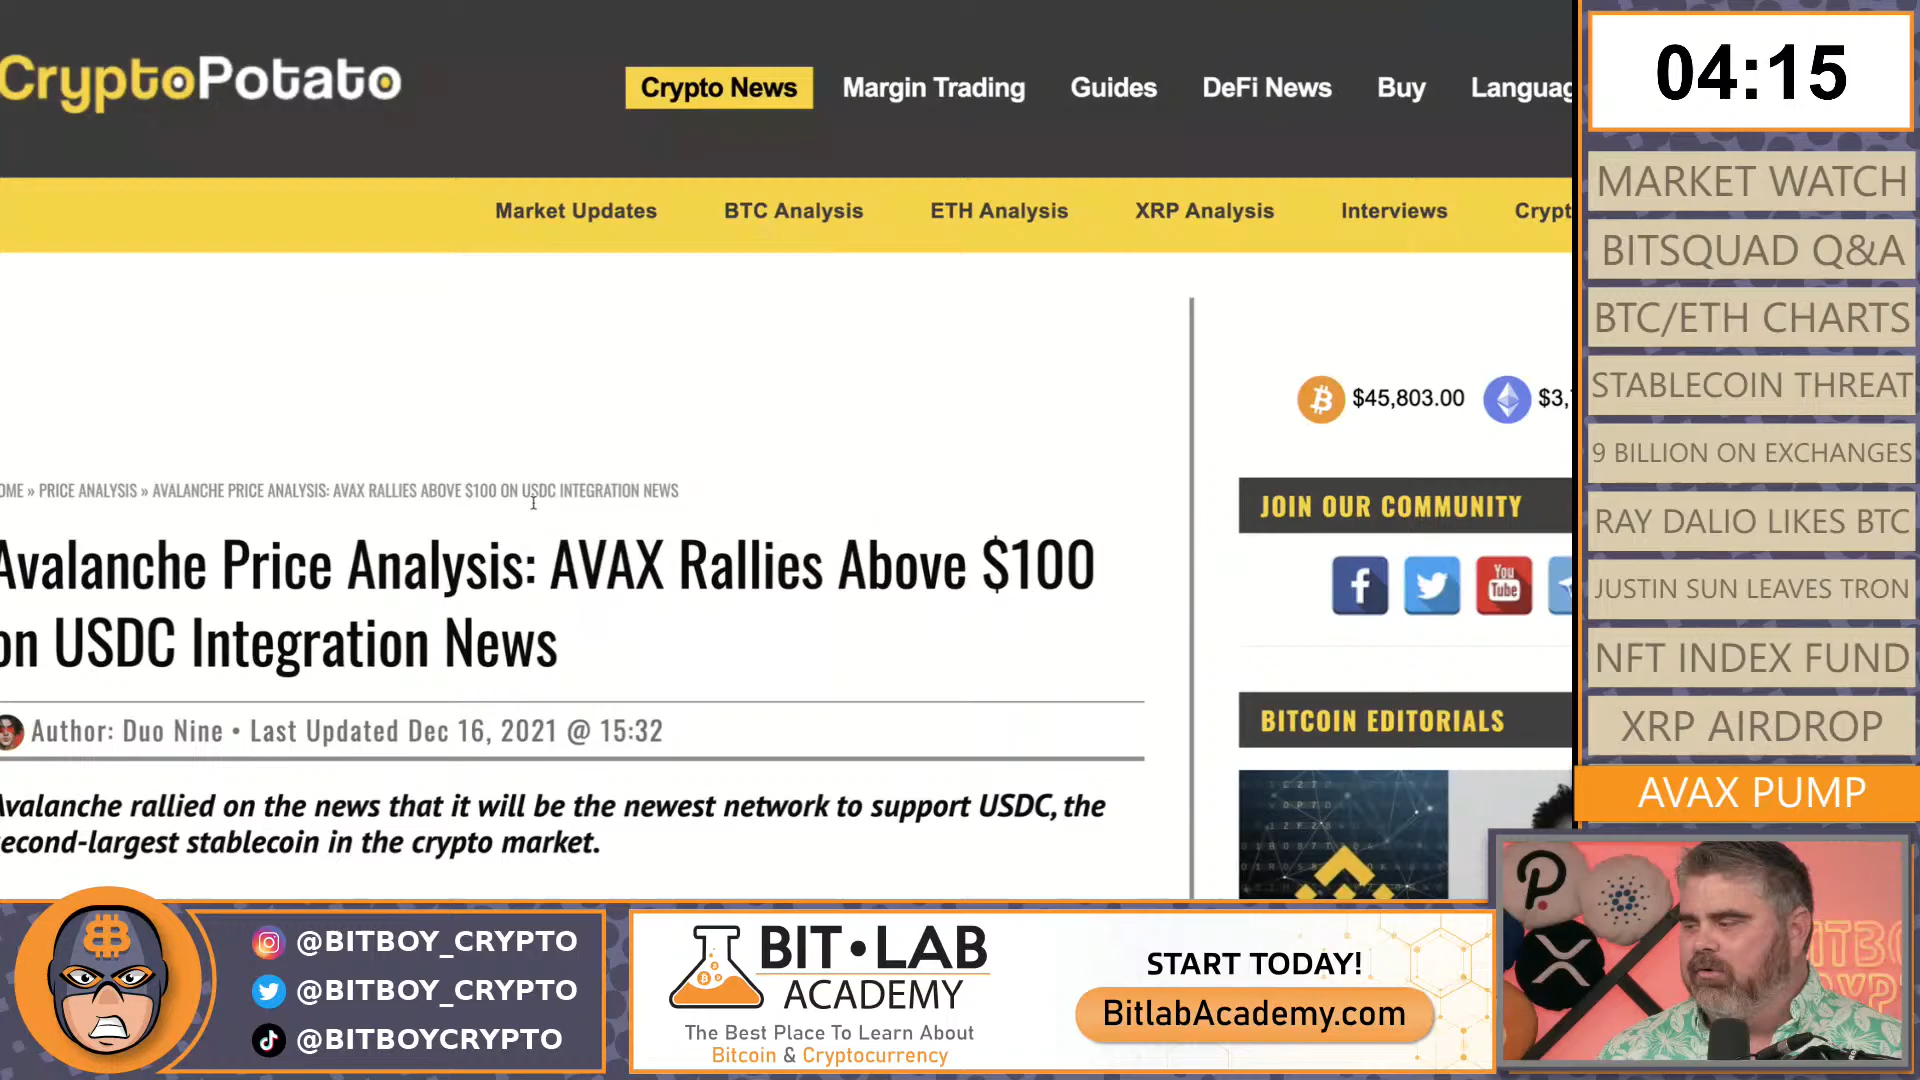 CryptoPotato
Crypto News Margin Trading Guides DeFi News Buy Languag
Market Updates BTC Analysis ETH Analysis XRP Analysis Interviews Crypt
$45,803.00 $3,
OME » PRICE ANALYSIS » AVALANCHE PRICE ANALYSIS: AVAX RALLIES ABOVE $100 ON USDC INTEGRATION NEWS
Avalanche Price Analysis: AVAX Rallies Above $100
on USDC Integration News
Author: Duo Nine • Last Updated Dec 16, 2021 @ 15:32
Avalanche rallied on the news that it will be the newest network to support USDC, the
econd-largest stablecoin in the crypto market.
JOIN OUR COMMUNITY
You
Tube
BITCOIN EDITORIALS
04:15
MARKET WATCH
BITSQUAD Q&A
BTC/ETH CHARTS
STABLECOIN THREAT
9 BILLION ON EXCHANGES
RAY DALIO LIKES BTC
JUSTIN SUN LEAVES TRON
NFT INDEX FUND
XRP AIRDROP
AVAX PUMP
@BITBOY_CRYPTO
@BITBOY_CRYPTO
@BITBOYCRYPTO
BIT•LAB
ACADEMY
The Best Place To Learn About
Bitcoin & Cryptocurrency
START TODAY!
BitlabAcademy.com